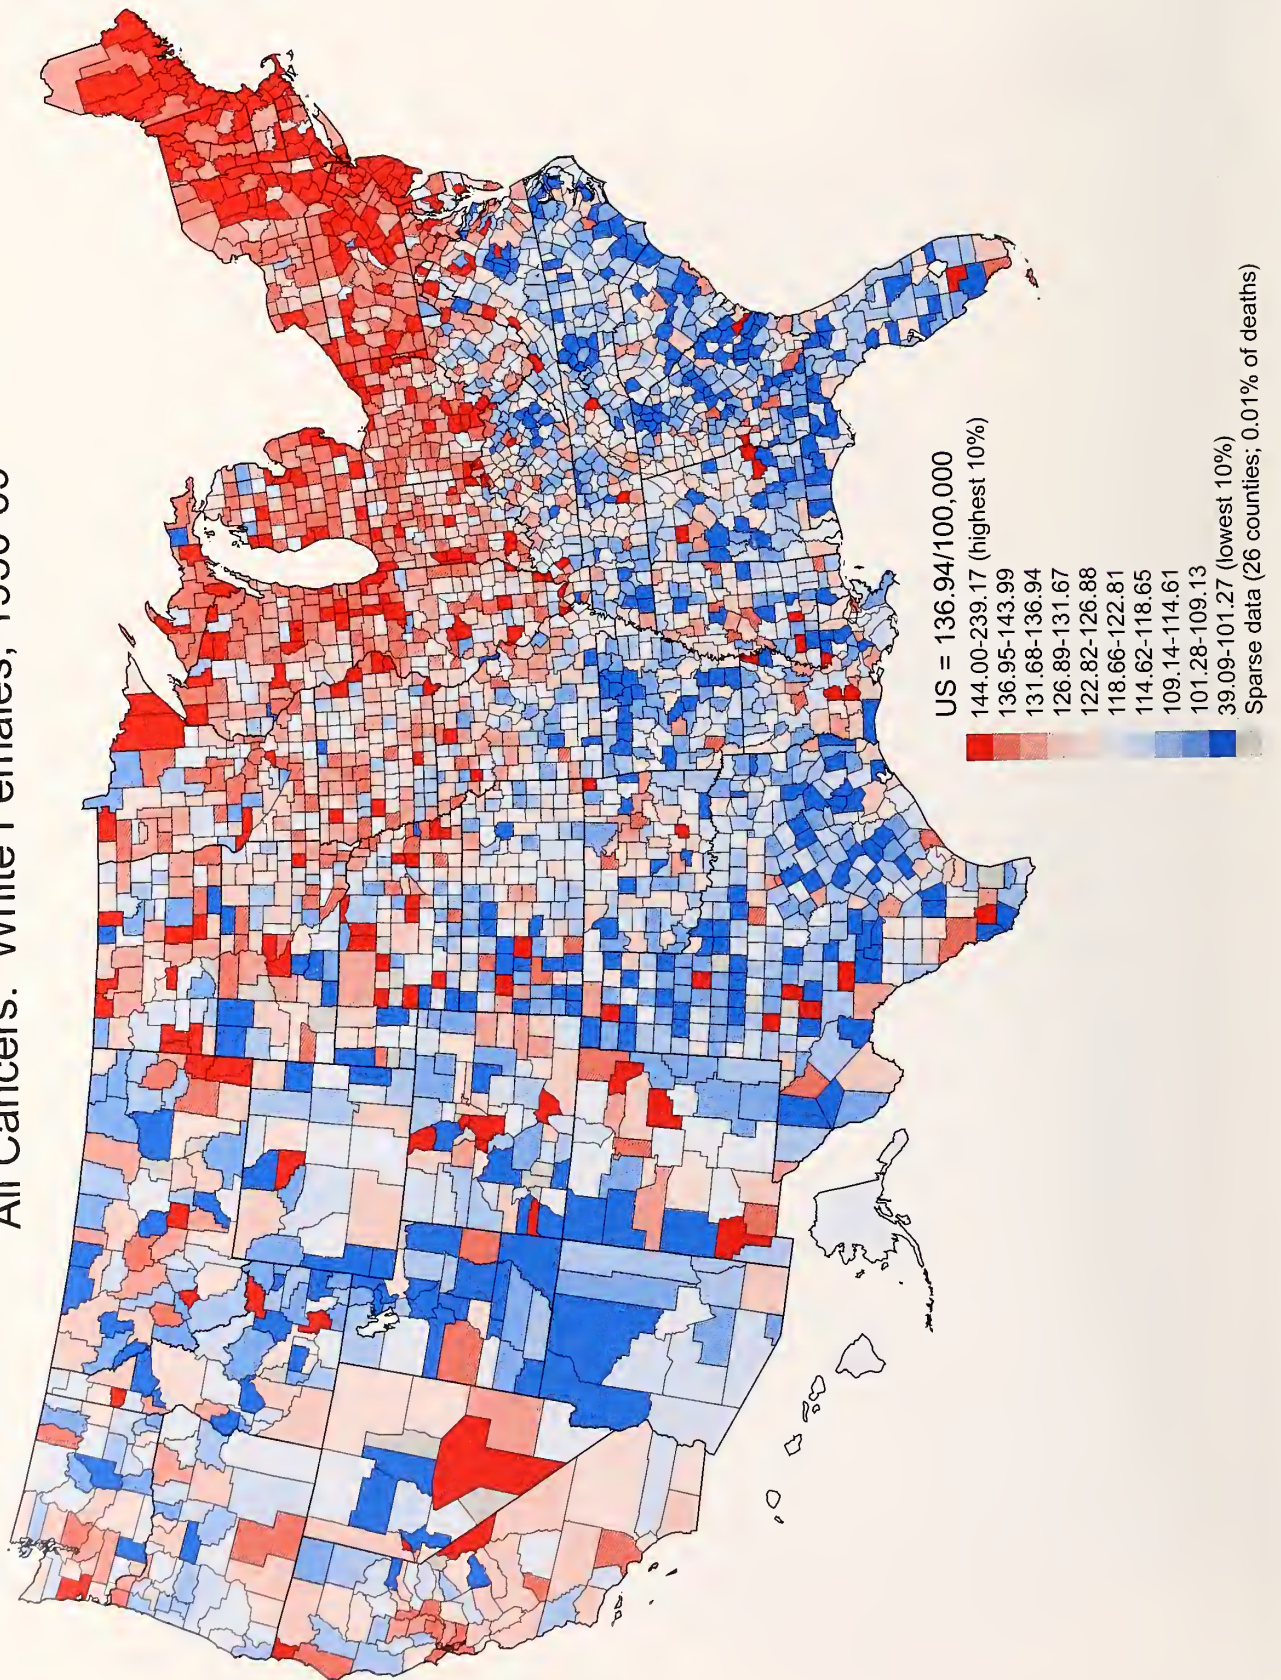 All Cancers: White Females, 
US = 136.94/100,000
144.00-239.17 (highest 10%)
136.95-143.99
131.68-136.94
126.89-131.67
122.82-126.88
118.66-122.81
114.62-118.65
109.14-114.61
101.28-109.13
39.09-101.27 (lowest 10%)
Sparse data (26 counties; 0.01% of deaths)